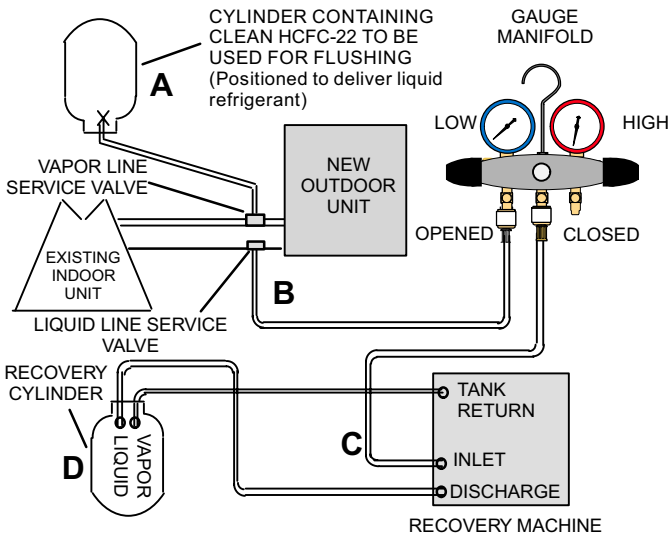 CYLINDER CONTAINING
CLEAN HCFC-22 TO BE
USED FOR FLUSHING
(Positioned to deliver liquid
refrigerant)
A
GAUGE
MANIFOLD
LOW
HIGH
VAPOR LINE
SERVICE VALVE
NEW
OUTDOOR
UNIT
OPENED
CLOSED
EXISTING
INDOOR
UNIT
B
LIQUID LINE SERVICE
VALVE
RECOVERY
CYLINDER
TANK
RETURN
C
D
LIQUID
VAPOR
INLET
DISCHARGE
RECOVERY MACHINE